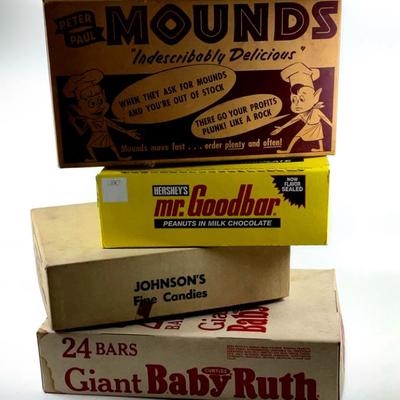 PETER
PAUL
MOUNDS
"Indescribably Delicious"
WHEN THEY ASK FOR MOUNDS
AND YOU'RE OUT OF STOCK
THERE GO YOUR PROFITS
PLUNK! LIKE A ROCK
Mounds move fast . . . order plenty and often!
CHOCOLATE
HERSHEY'S
mr. Goodbar
PEANUTS IN MILK CHOCOLATE
NOW
FLAVOR
SEALED
JOHNSON'S
Fine Candies
24 BARS
Giant
CURTISS
Baby Ruth